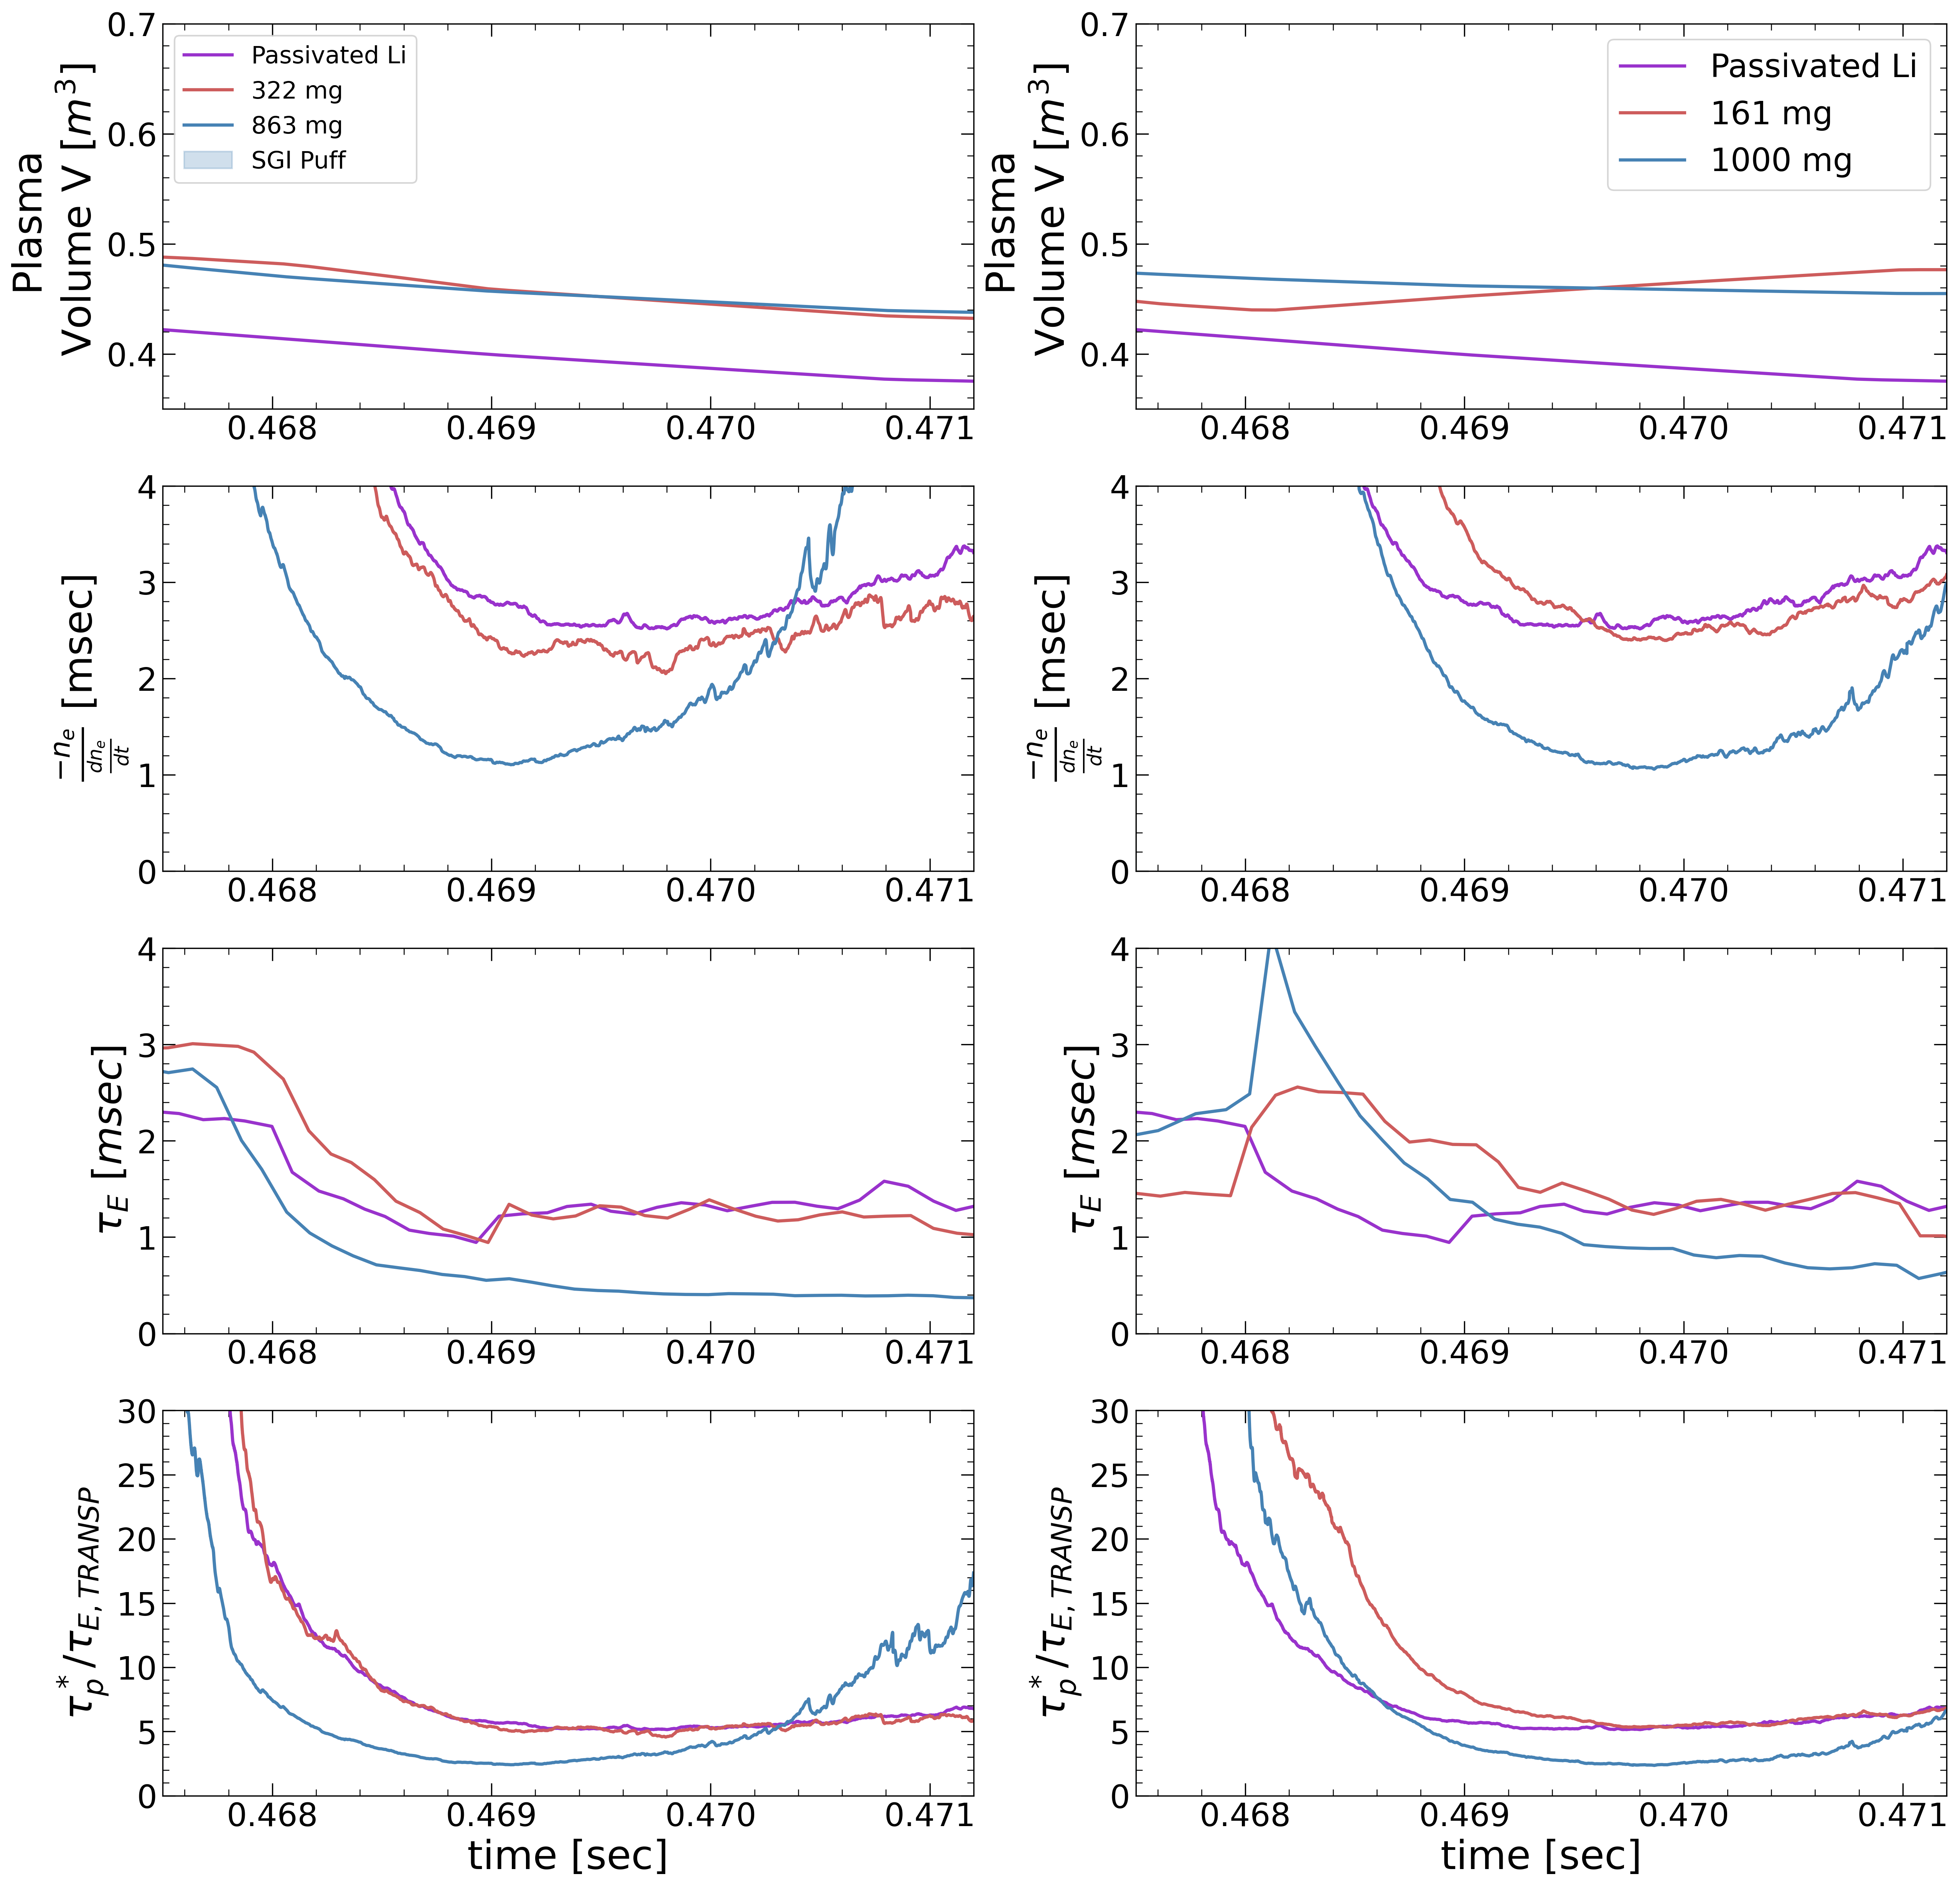 Plasma
Volume V [m³]
0.7
0.6
0.5
0.4
Passivated Li
322 mg
863 mg
SGI Puff
0.468 0.469 0.470 0.471
Plasma
Volume V [m³]
0.7
0.6
0.5
0.4
Passivated Li
161 mg
1000 mg
0.468 0.469 0.470 0.471
-nₑ / (dnₑ/dt) [msec]
4
3
2
1
0
0.468 0.469 0.470 0.471
-nₑ / (dnₑ/dt) [msec]
4
3
2
1
0
0.468 0.469 0.470 0.471
τ_E [msec]
4
3
2
1
0
0.468 0.469 0.470 0.471
τ_E [msec]
4
3
2
1
0
0.468 0.469 0.470 0.471
τ_p^*/τ_{E, TRANSP}
30
25
20
15
10
5
0
0.468 0.469 0.470 0.471
time [sec]
τ_p^*/τ_{E, TRANSP}
30
25
20
15
10
5
0
0.468 0.469 0.470 0.471
time [sec]